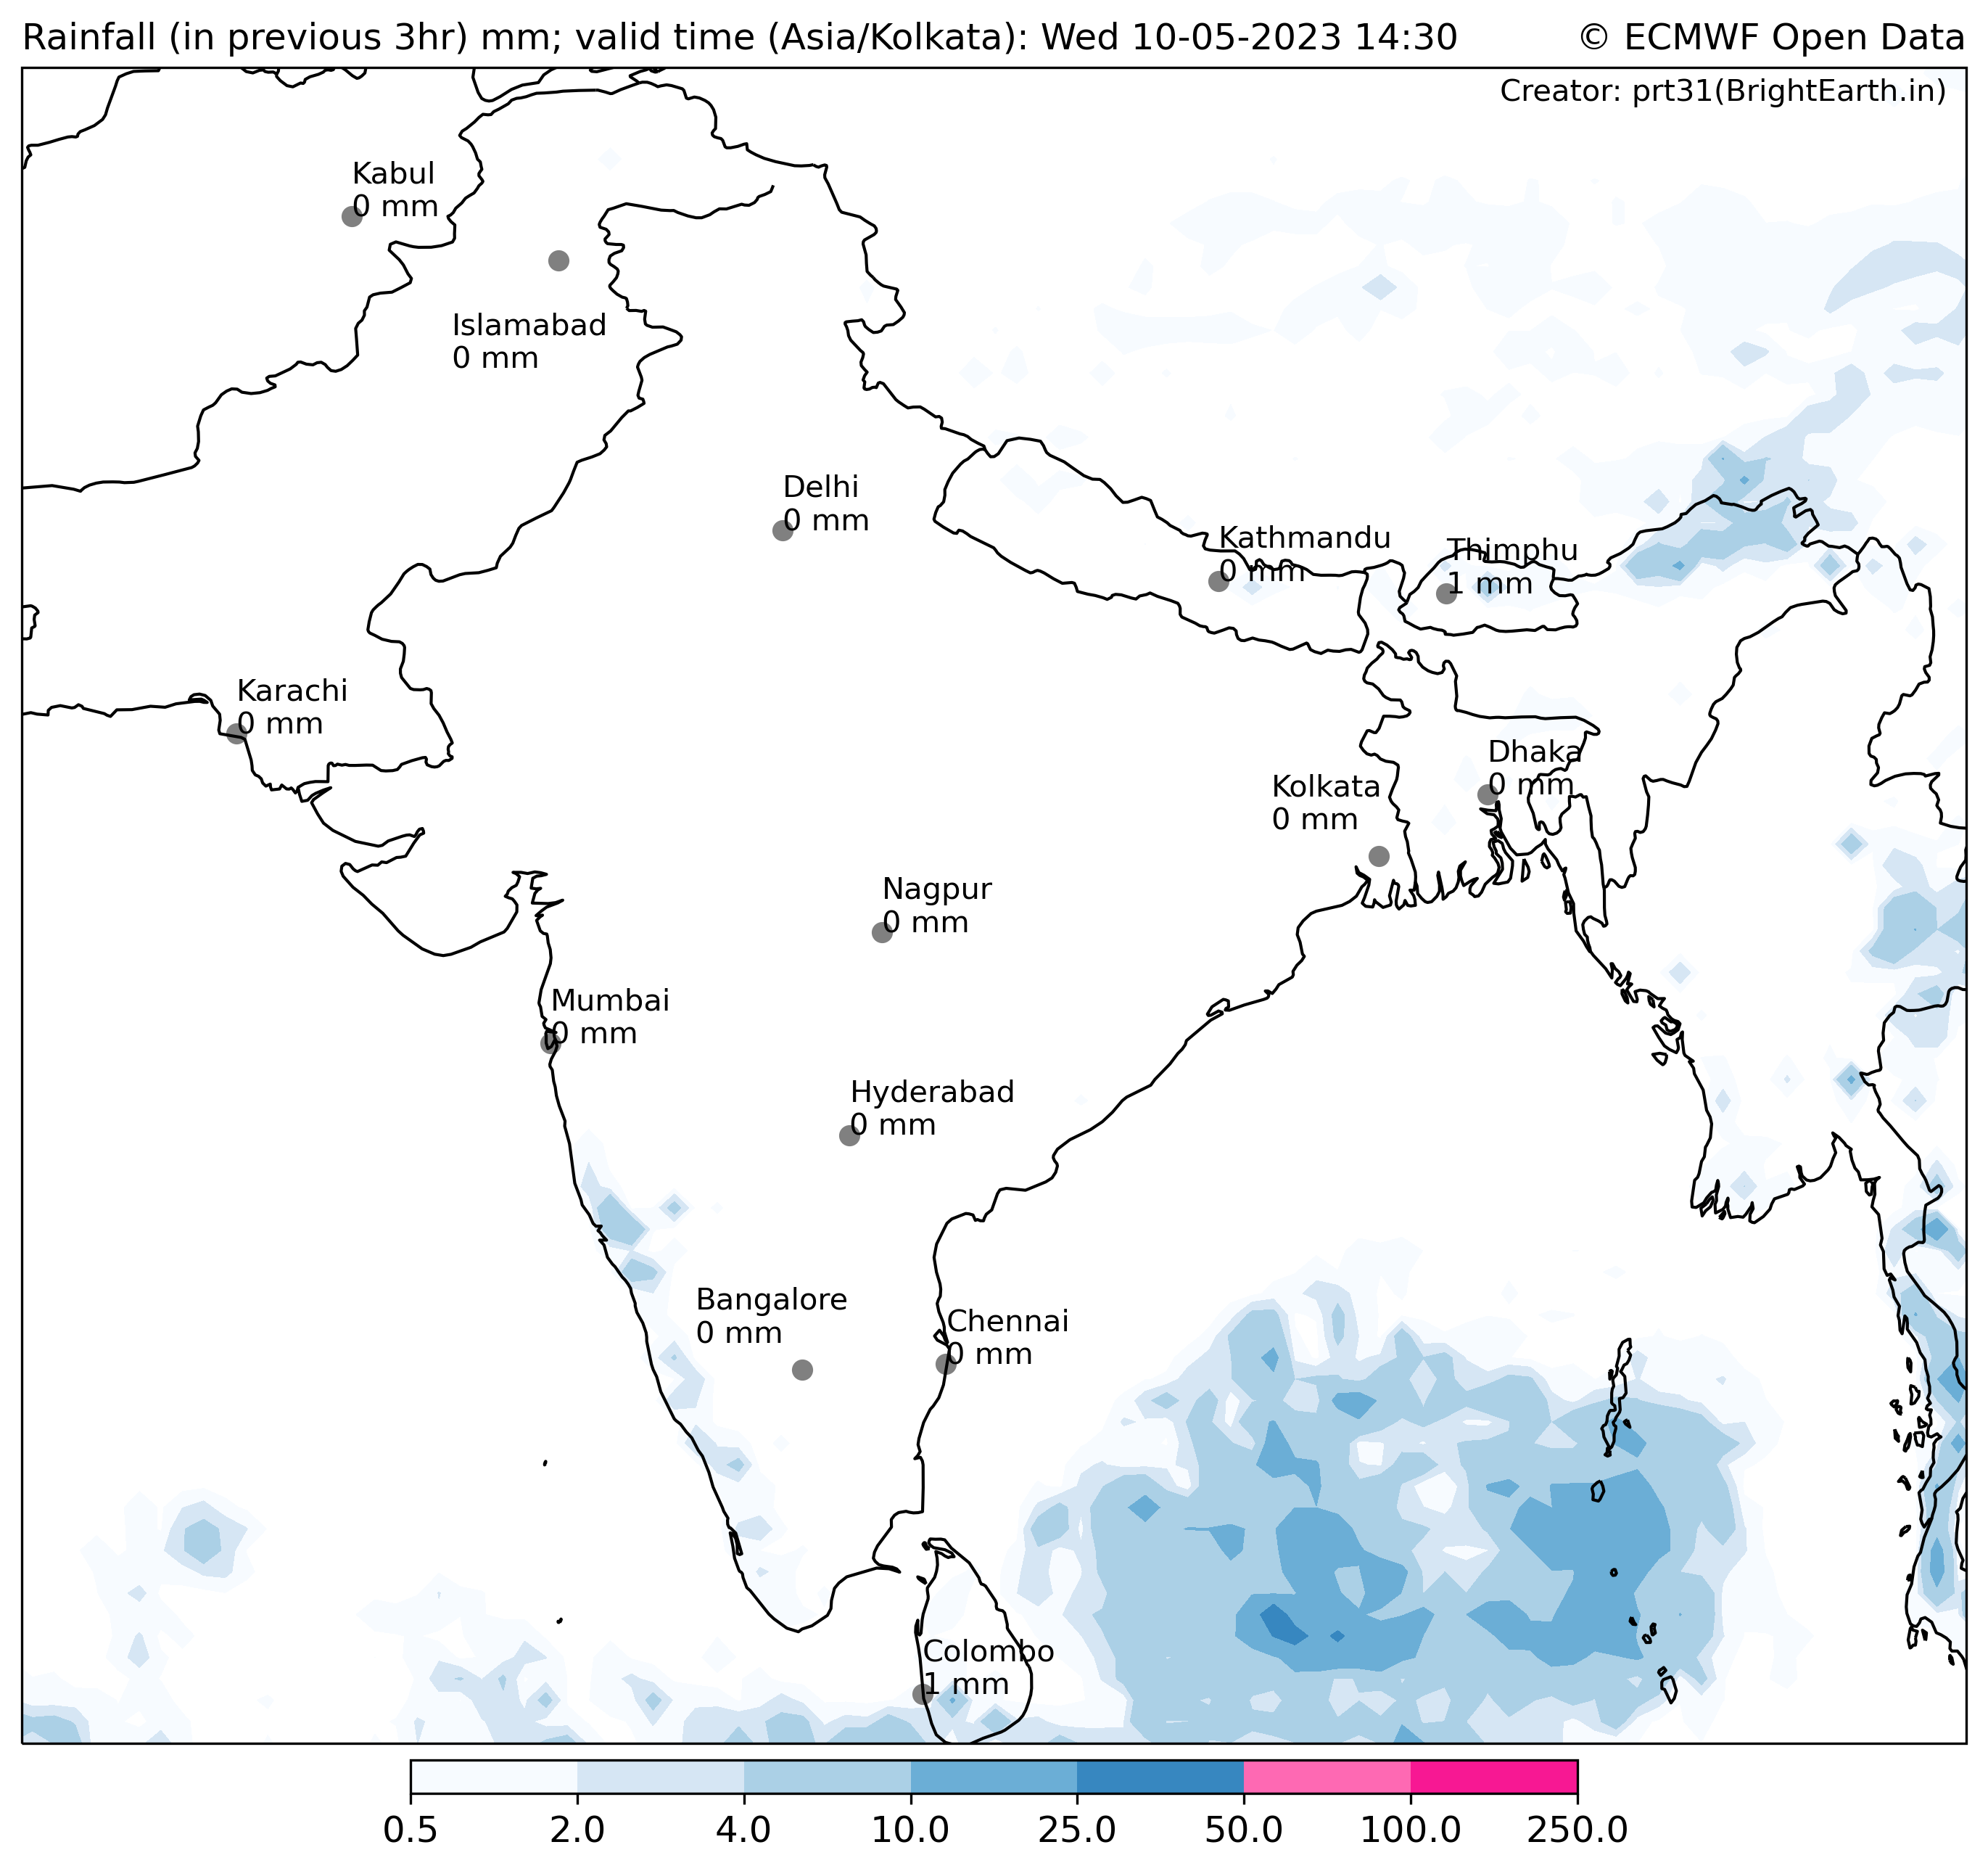 Rainfall (in previous 3hr) mm; valid time (Asia/Kolkata): Wed 10-05-2023 14:30 © ECMWF Open Data
Creator: prt31(BrightEarth.in)
Kabul
0 mm
Islamabad
0 mm
Delhi
0 mm
Kathmandu
0 mm
Thimphu
1 mm
Karachi
0 mm
Dhaka
0 mm
Kolkata
0 mm
Nagpur
0 mm
Mumbai
0 mm
Hyderabad
0 mm
Bangalore
0 mm
Chennai
0 mm
Colombo
1 mm
0.5 2.0 4.0 10.0 25.0 50.0 100.0 250.0